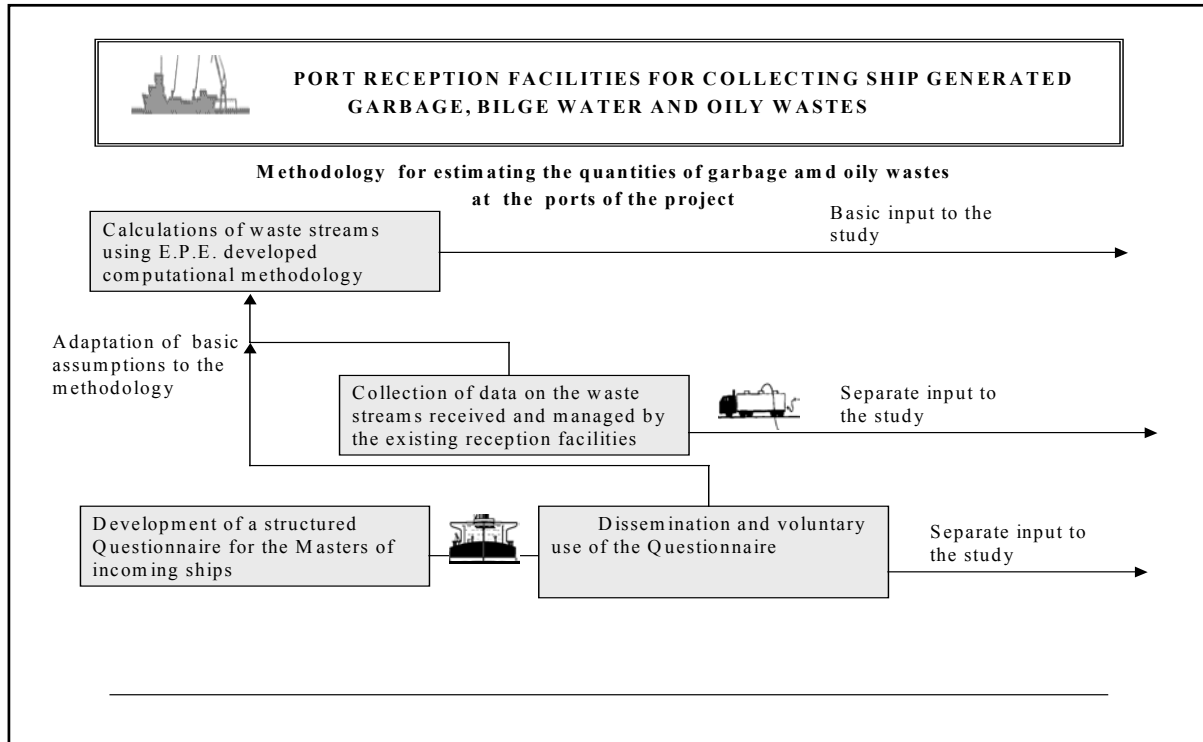 PORT RECEPTION FACILITIES FOR COLLECTING SHIP GENERATED
GARBAGE, BILGE WATER AND OILY WASTES
Methodology for estimating the quantities of garbage amd oily wastes
at the ports of the project
Calculations of waste streams
using E.P.E. developed
computational methodology
Basic input to the
study
Adaptation of basic
assumptions to the
methodology
Collection of data on the waste
streams received and managed by
the existing reception facilities
Separate input to
the study
Development of a structured
Questionnaire for the Masters of
incoming ships
Dissemination and voluntary
use of the Questionnaire
Separate input to
the study